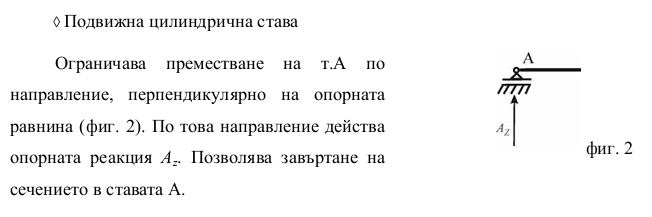 ◊ Подвижна цилиндрична става
Ограничава преместване на т.А по
направление, перпендикулярно на опорната
равнина (фиг. 2). По това направление действа
опорната реакция Az. Позволява завъртане на
сечението в ставата А.
A
Az
фиг. 2